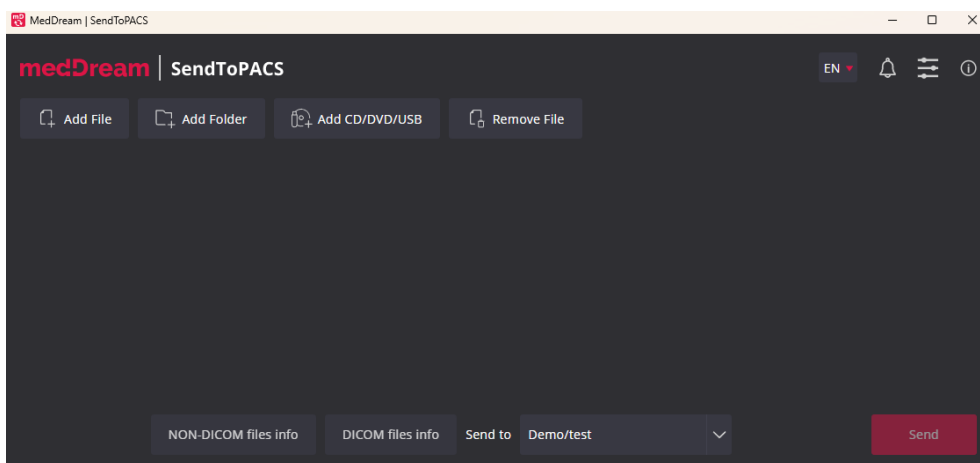 MedDream | SendToPACS
medDream | SendToPACS
EN
Add File
Add Folder
Add CD/DVD/USB
Remove File
NON-DICOM files info
DICOM files info
Send to
Demo/test
Send